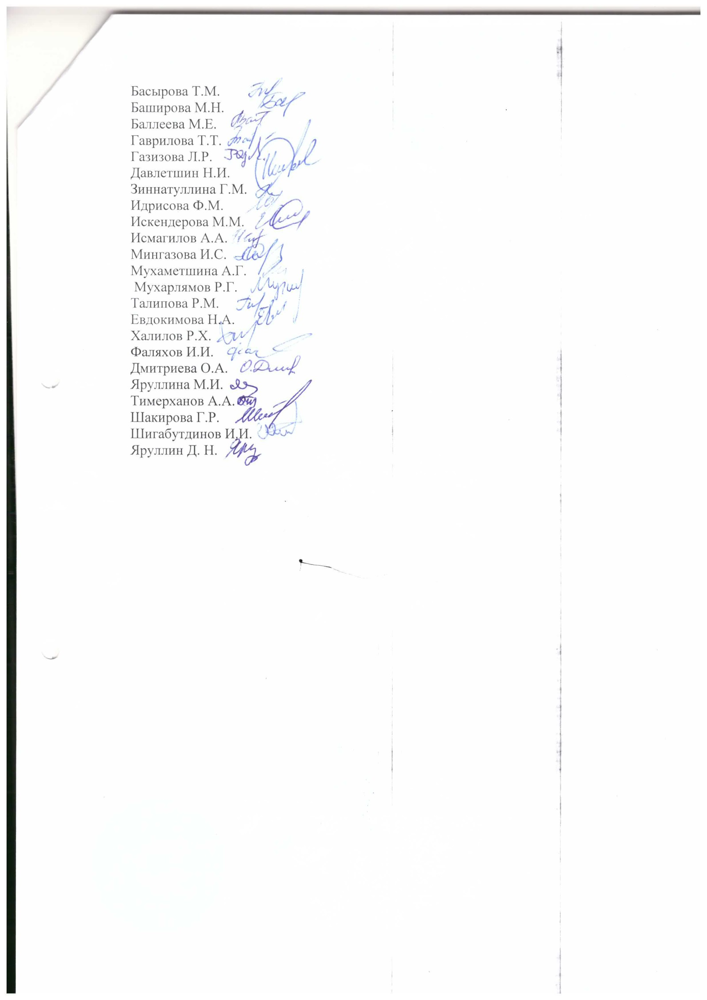 Басырова Т.М.
Баширова М.Н.
Баллеева М.Е.
Гаврилова Т.Т.
Газизова Л.Р.
Давлетшин Н.И.
Зиннатуллина Г.М.
Идрисова Ф.М.
Искендерова М.М.
Исмагилов А.А.
Мингазова И.С.
Мухаметшина А.Г.
Мухарлямов Р.Г.
Талипова Р.М.
Евдокимова Н.А.
Халилов Р.Х.
Фаляхов И.И.
Дмитриева О.А.
Яруллина М.И.
Тимерханов А.А.
Шакирова Г.Р.
Шигабутдинов И.И.
Яруллин Д. Н.